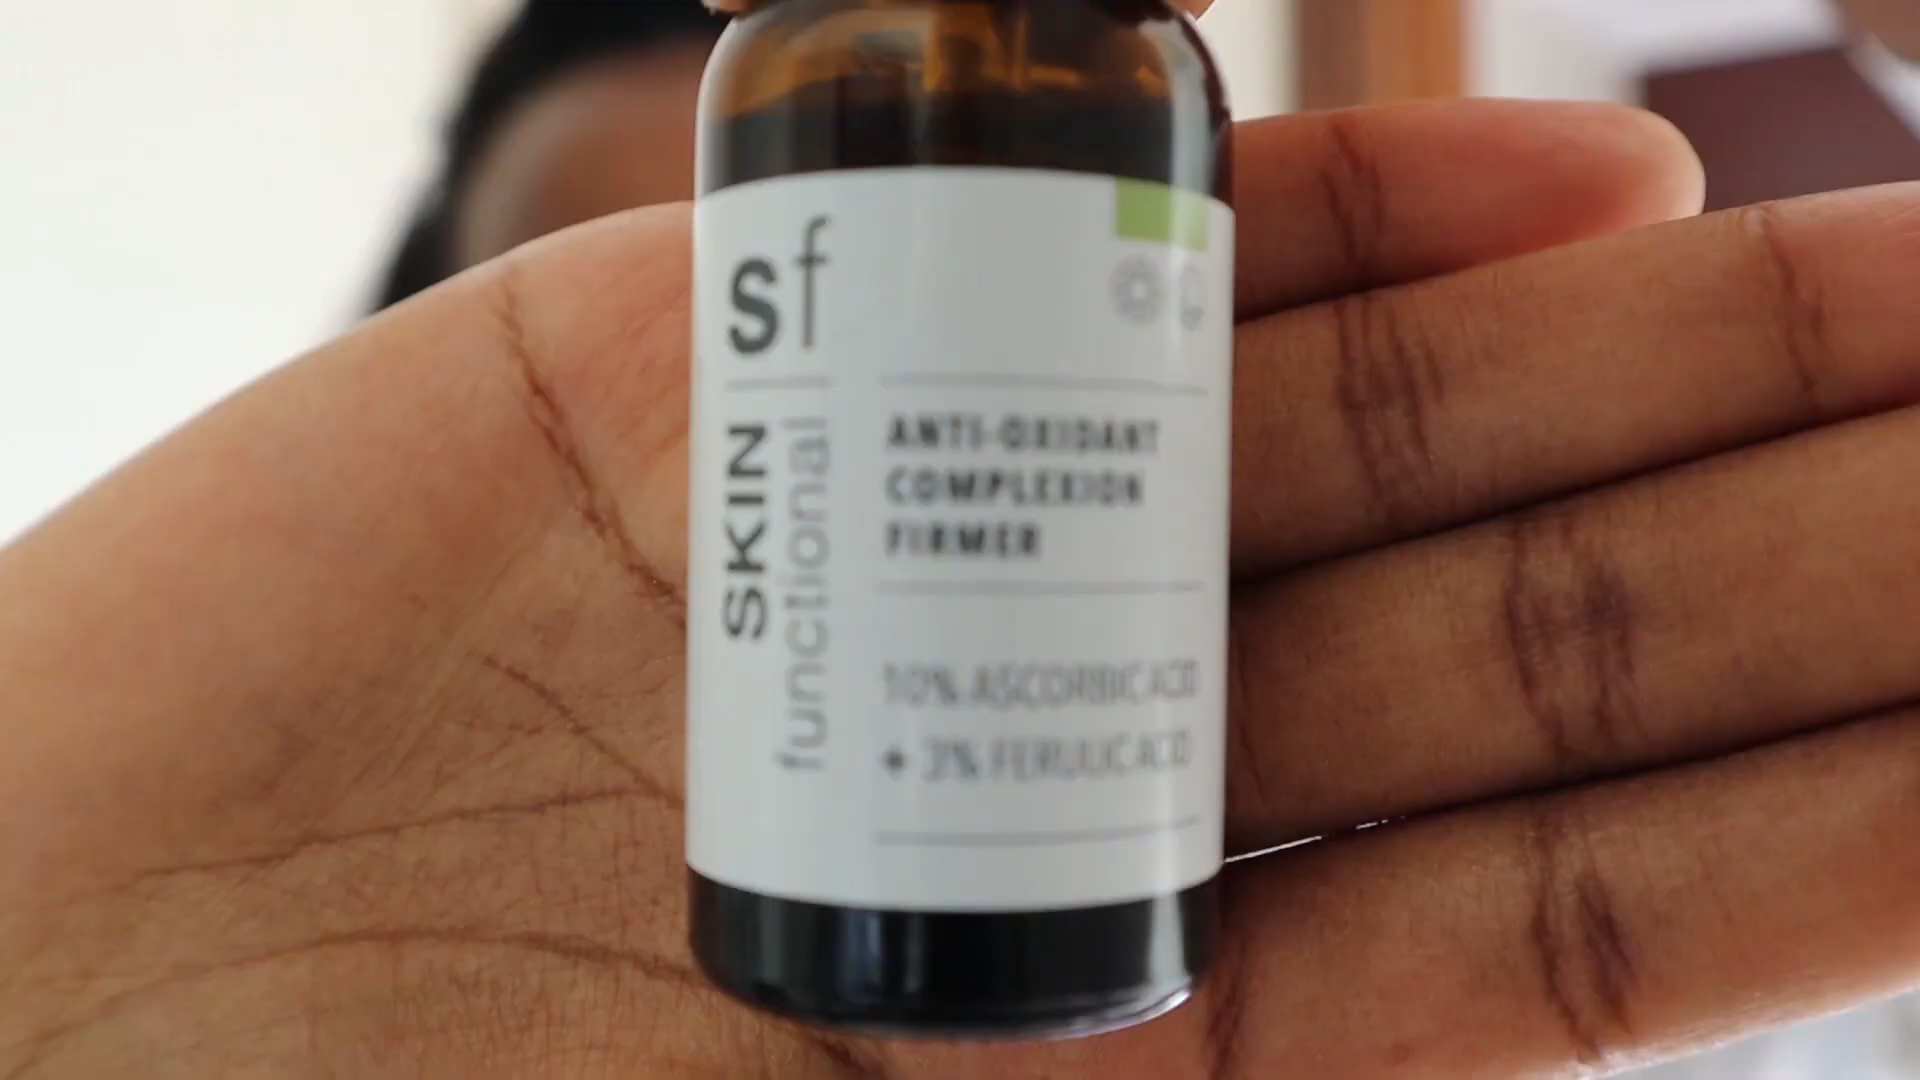 sf
SKIN
functional
ANTI-OXIDANT
COMPLEXION
FIRMER
10% ASCORBIC ACID
+ 3% FERULIC ACID